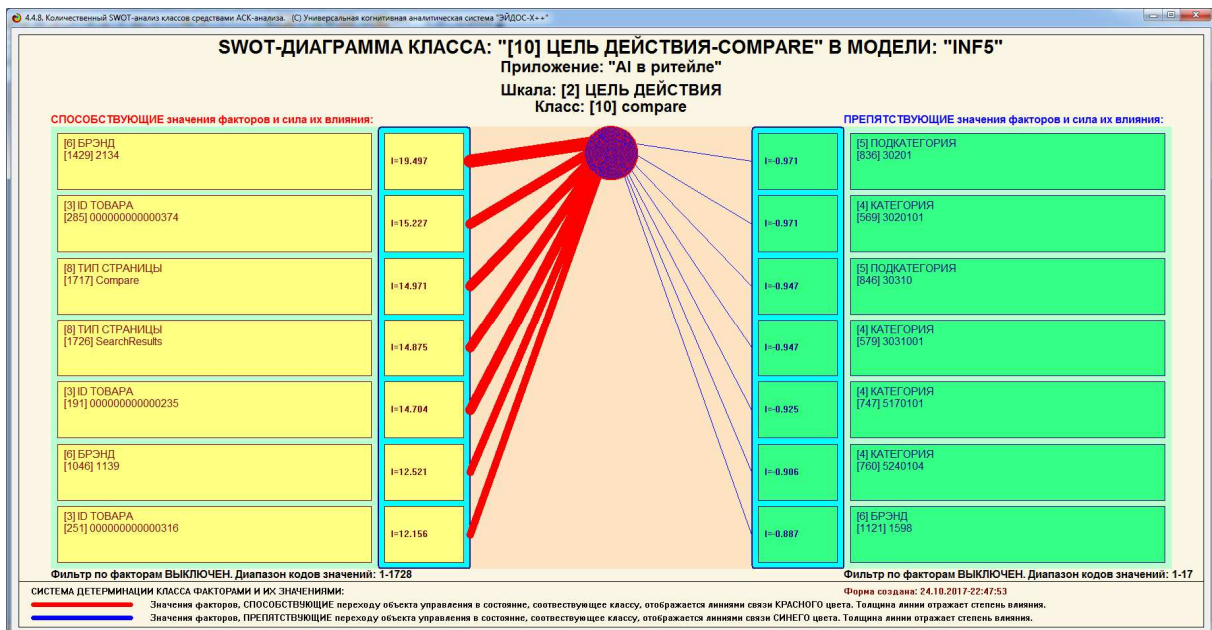 4.4.8. Количественный SWOT-анализ классов средствами АСК-анализа. (С) Универсальная когнитивная аналитическая система "ЭЙДОС-Х++"
SWOT-ДИАГРАММА КЛАССА: "[10] ЦЕЛЬ ДЕЙСТВИЯ-COMPARE" В МОДЕЛИ: "INF5"
Приложение: "AI в ритейле"
Шкала: [2] ЦЕЛЬ ДЕЙСТВИЯ
Класс: [10] compare
СПОСОБСТВУЮЩИЕ значения факторов и сила их влияния:
[6] БРЭНД
[1429] 2134
I=19.497
[3] ID ТОВАРА
[285] 000000000000374
I=15.227
[8] ТИП СТРАНИЦЫ
[1717] Compare
I=14.971
[8] ТИП СТРАНИЦЫ
[1726] SearchResults
I=14.875
[3] ID ТОВАРА
[191] 000000000000235
I=14.704
[6] БРЭНД
[1046] 1139
I=12.521
[3] ID ТОВАРА
[251] 000000000000316
I=12.156
Фильтр по факторам ВЫКЛЮЧЕН. Диапазон кодов значений: 1-1728
ПРЕПЯТСТВУЮЩИЕ значения факторов и сила их влияния:
I=-0.971
[5] ПОДКАТЕГОРИЯ
[836] 30201
I=-0.971
[4] КАТЕГОРИЯ
[569] 3020101
I=-0.947
[5] ПОДКАТЕГОРИЯ
[846] 30310
I=-0.947
[4] КАТЕГОРИЯ
[579] 3031001
I=-0.925
[4] КАТЕГОРИЯ
[747] 5170101
I=-0.906
[4] КАТЕГОРИЯ
[760] 5240104
I=-0.887
[6] БРЭНД
[1121] 1598
Фильтр по факторам ВЫКЛЮЧЕН. Диапазон кодов значений: 1-17
СИСТЕМА ДЕТЕРМИНАЦИИ КЛАССА ФАКТОРАМИ И ИХ ЗНАЧЕНИЯМИ:
Форма создана: 24.10.2017-22:47:53
Значения факторов, СПОСОБСТВУЮЩИЕ переходу объекта управления в состояние, соотвествующее классу, отображается линиями связи КРАСНОГО цвета. Толщина линии отражает степень влияния.
Значения факторов, ПРЕПЯТСТВУЮЩИЕ переходу объекта управления в состояние, соотвествующее классу, отображается линиями связи СИНЕГО цвета. Толщина линии отражает степень влияния.